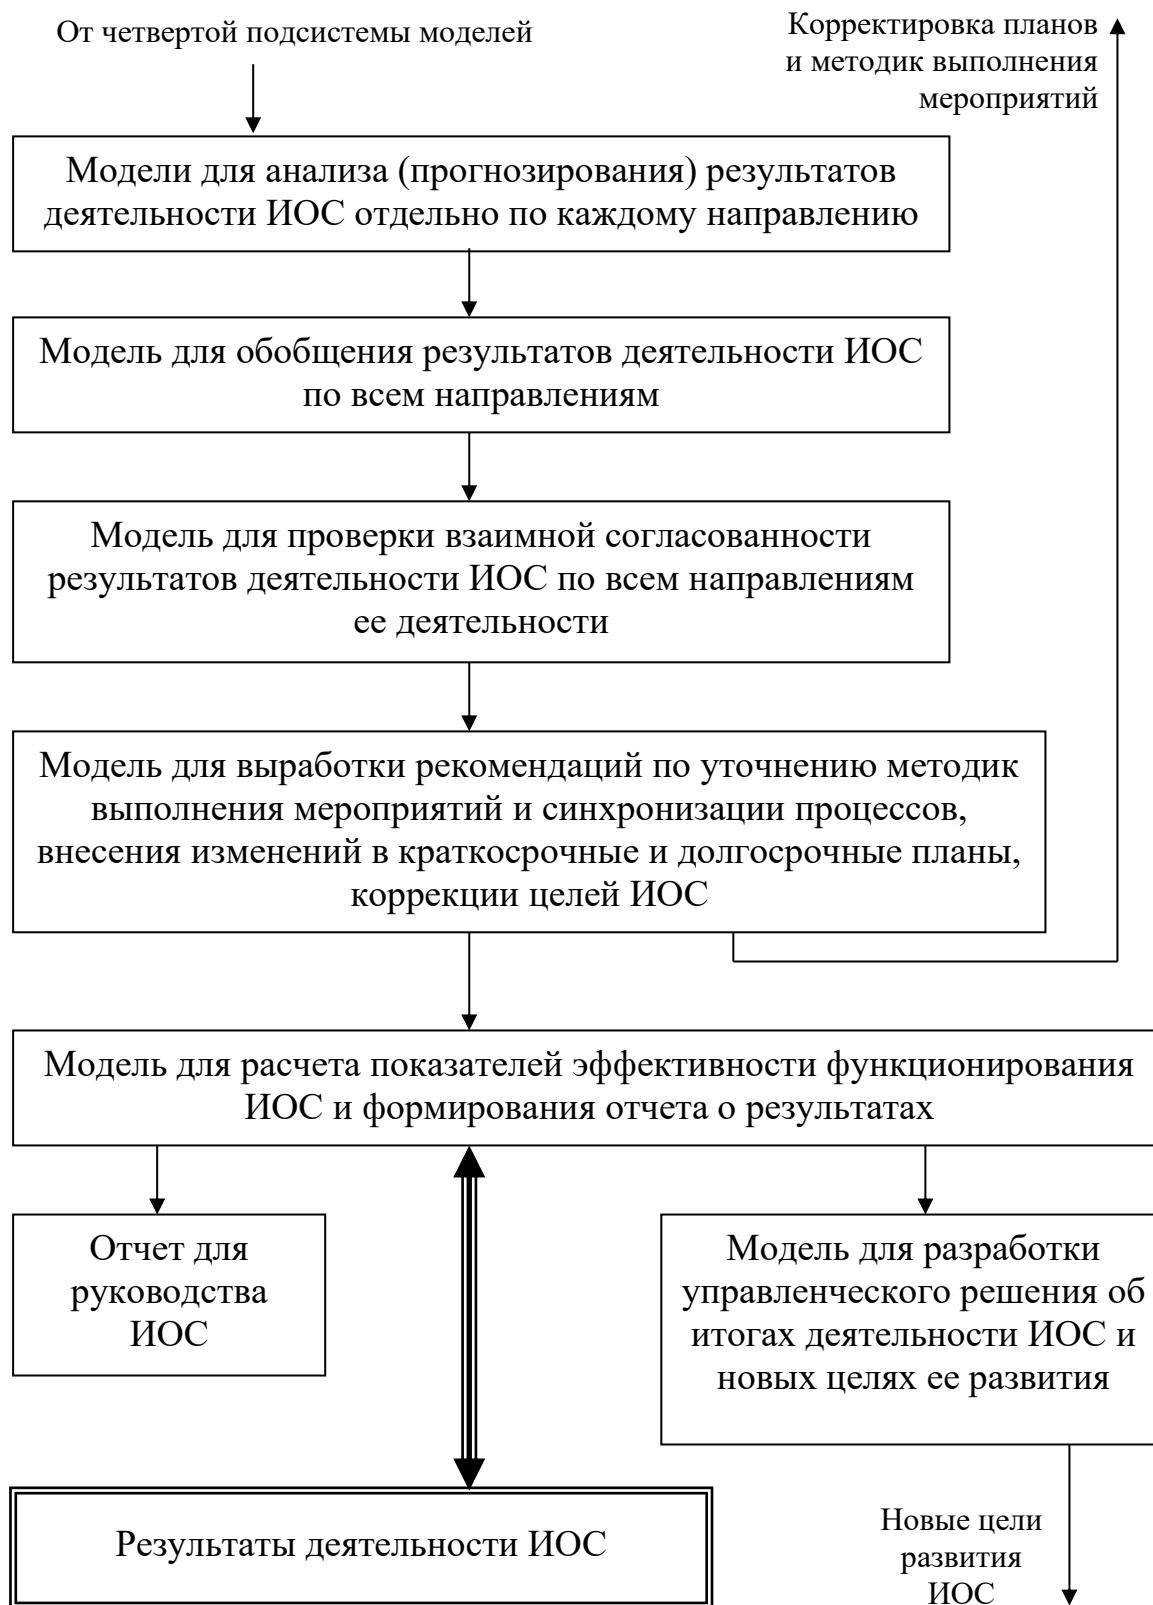 От четвертой подсистемы моделей
Корректировка планов
и методик выполнения
мероприятий
Модели для анализа (прогнозирования) результатов
деятельности ИОС отдельно по каждому направлению
Модель для обобщения результатов деятельности ИОС
по всем направлениям
Модель для проверки взаимной согласованности
результатов деятельности ИОС по всем направлениям
ее деятельности
Модель для выработки рекомендаций по уточнению методик
выполнения мероприятий и синхронизации процессов,
внесения изменений в краткосрочные и долгосрочные планы,
коррекции целей ИОС
Модель для расчета показателей эффективности функционирования
ИОС и формирования отчета о результатах
Отчет для
руководства
ИОС
Модель для разработки
управленческого решения об
итогах деятельности ИОС и
новых целях ее развития
Результаты деятельности ИОС
Новые цели
развития
ИОС